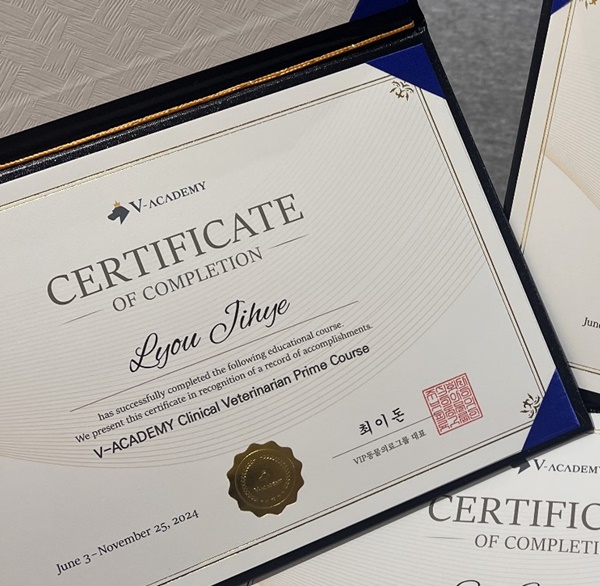 V-ACADEMY
CERTIFICATE
OF COMPLETION
Lyou Jihye
has successfully completed the following educational course.
We present this certificate in recognition of a record of accomplishments.
V-ACADEMY Clinical Veterinarian Prime Course
최이돈
VIP동물의료그룹 대표
June 3-November 25, 2024
June
V-ACADEMY
CERTIFIC
OF COMPLETI